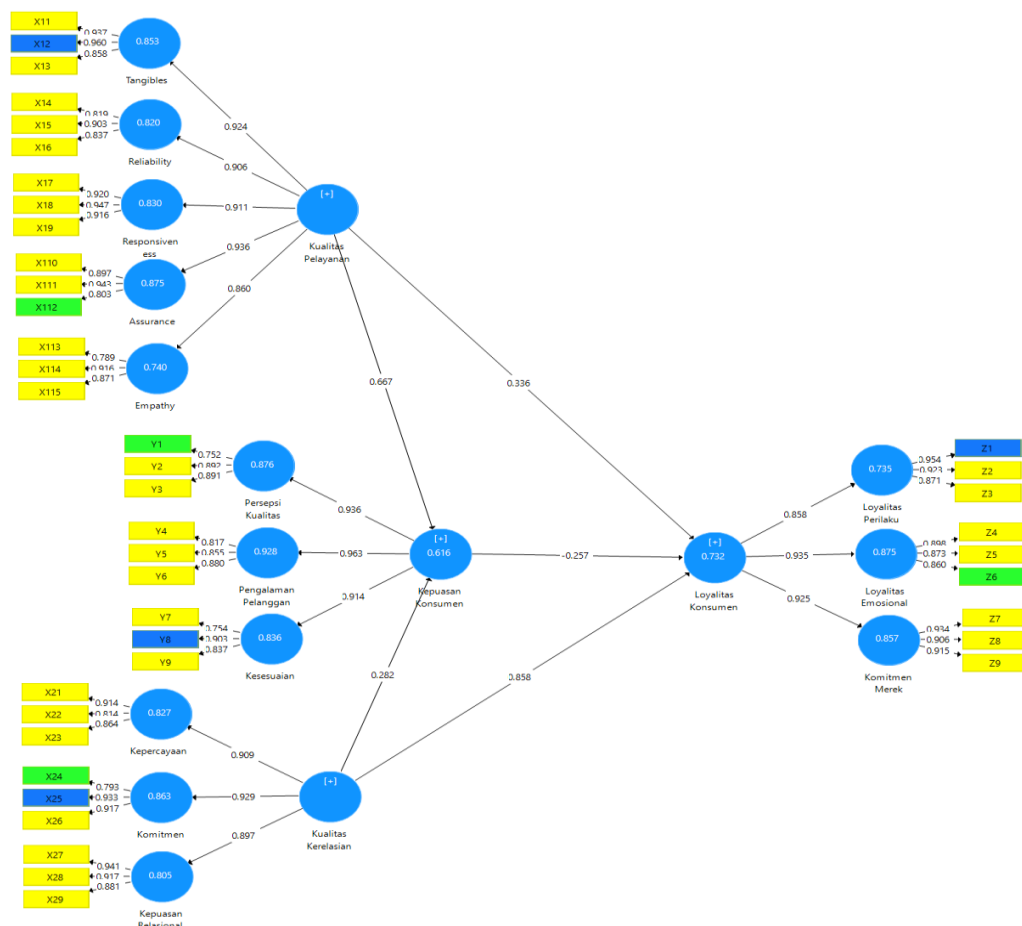 X11
0.937
X12
0.960
0.853
0.858
X13
Tangibles
X14
0.819
X15
0.903
0.820
0.837
X16
Reliability
X17
0.920
X18
0.947
0.830
0.916
X19
Responsiven
ess
X110
0.897
X111
0.943
0.875
0.803
X112
Assurance
X113
0.789
X114
0.916
0.740
0.871
X115
Empathy
0.924
0.906
0.911
0.936
0.860
[+]
Kualitas
Pelayanan
0.667
0.336
Y1
0.752
Y2
0.892
0.876
0.891
Y3
Persepsi
Kualitas
Y4
0.817
Y5
0.855
0.928
0.880
Y6
Pengalaman
Pelanggan
Y7
0.754
Y8
0.903
0.836
0.837
Y9
Kesesuaian
0.936
0.963
0.914
[+]
0.616
Kepuasan
Konsumen
-0.257
[+]
0.732
Loyalitas
Konsumen
0.858
0.935
0.925
0.735
Loyalitas
Perilaku
0.954
Z1
0.923
Z2
0.871
Z3
0.875
Loyalitas
Emosional
0.898
Z4
0.873
Z5
0.860
Z6
0.857
Komitmen
Merek
0.934
Z7
0.906
Z8
0.915
Z9
0.282
0.858
X21
0.914
X22
0.814
0.827
0.864
X23
Kepercayaan
X24
0.793
X25
0.933
0.863
0.917
X26
Komitmen
X27
0.941
X28
0.917
0.805
0.881
X29
Kepuasan
Relasional
0.909
0.929
0.897
[+]
Kualitas
Kerelasian